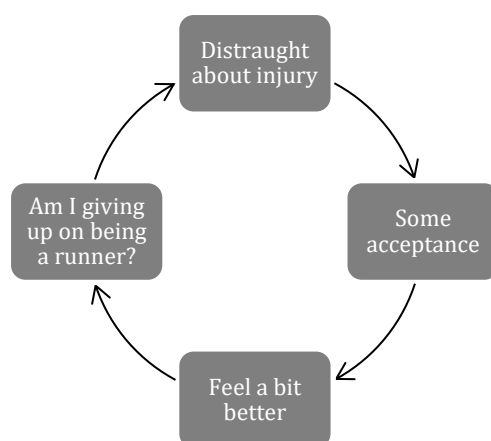 Distraught
about injury
Some
acceptance
Feel a bit
better
Am I giving
up on being
a runner?